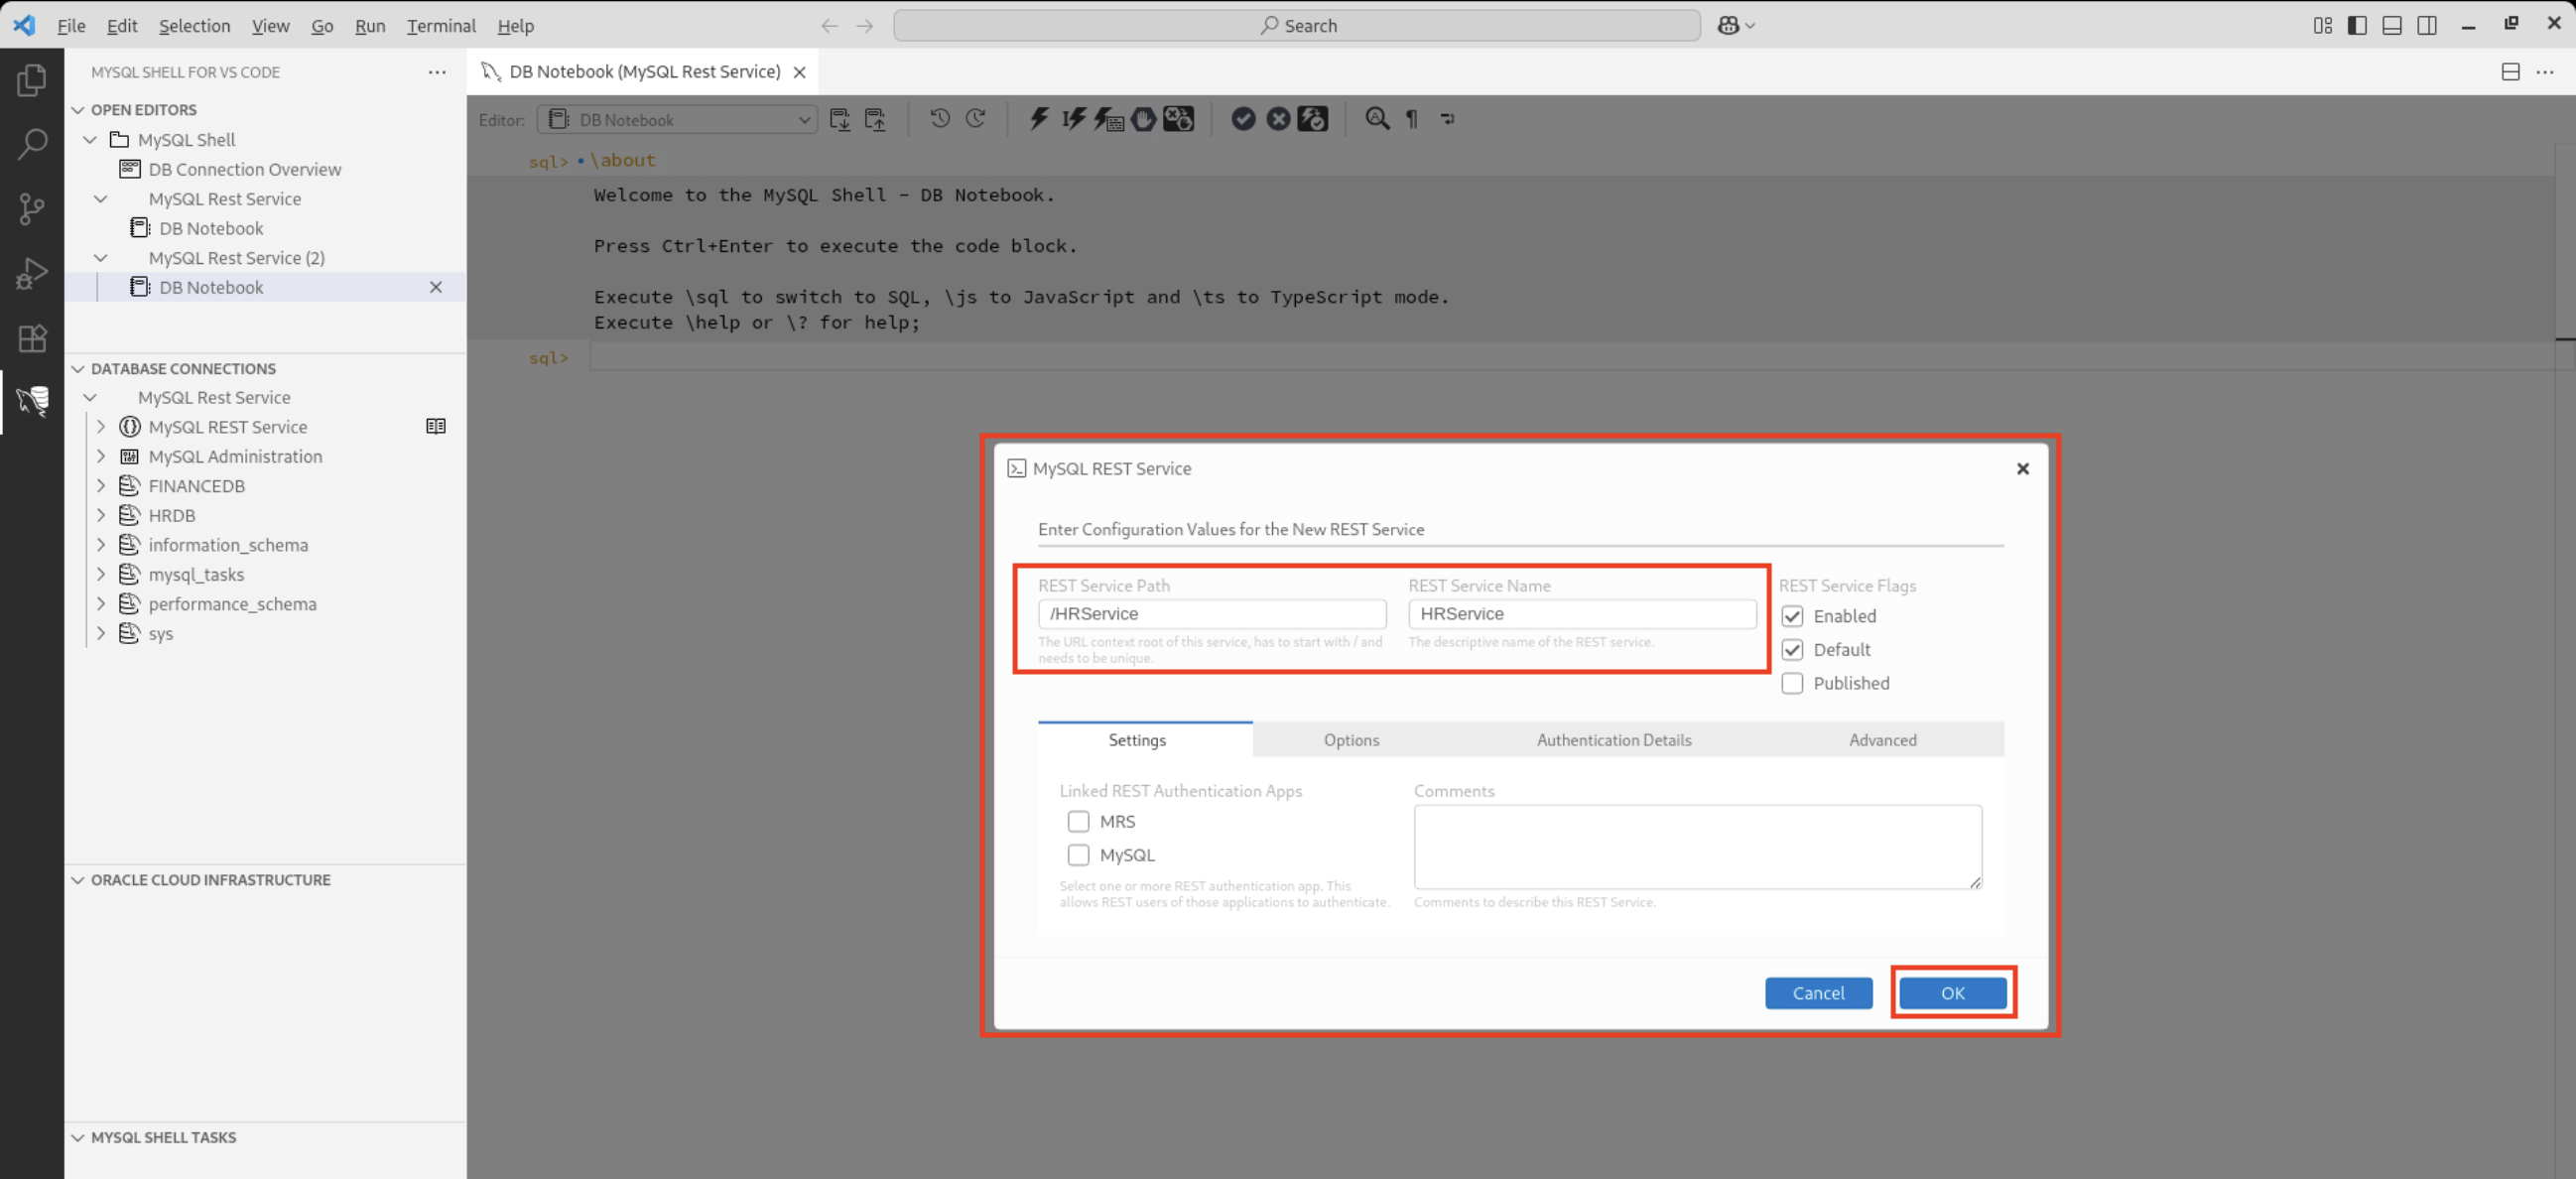 File Edit Selection View Go Run Terminal Help
Search
MYSQL SHELL FOR VS CODE
OPEN EDITORS
MySQL Shell
DB Connection Overview
MySQL Rest Service
DB Notebook
MySQL Rest Service (2)
DB Notebook
DATABASE CONNECTIONS
MySQL Rest Service
MySQL REST Service
MySQL Administration
FINANCEDB
HRDB
information_schema
mysql_tasks
performance_schema
sys
ORACLE CLOUD INFRASTRUCTURE
MYSQL SHELL TASKS
DB Notebook (MySQL Rest Service)
Editor: DB Notebook
sql> \about
Welcome to the MySQL Shell - DB Notebook.
Press Ctrl+Enter to execute the code block.
Execute \sql to switch to SQL, \js to JavaScript and \ts to TypeScript mode.
Execute \help or \? for help;
sql>
MySQL REST Service
Enter Configuration Values for the New REST Service
REST Service Path
/HRService
The URL context root of this service, has to start with / and
needs to be unique.
REST Service Name
HRService
The descriptive name of the REST service.
REST Service Flags
Enabled
Default
Published
Settings Options Authentication Details Advanced
Linked REST Authentication Apps
MRS
MySQL
Select one or more REST authentication app. This
allows REST users of those applications to authenticate.
Comments
Comments to describe this REST Service.
Cancel OK